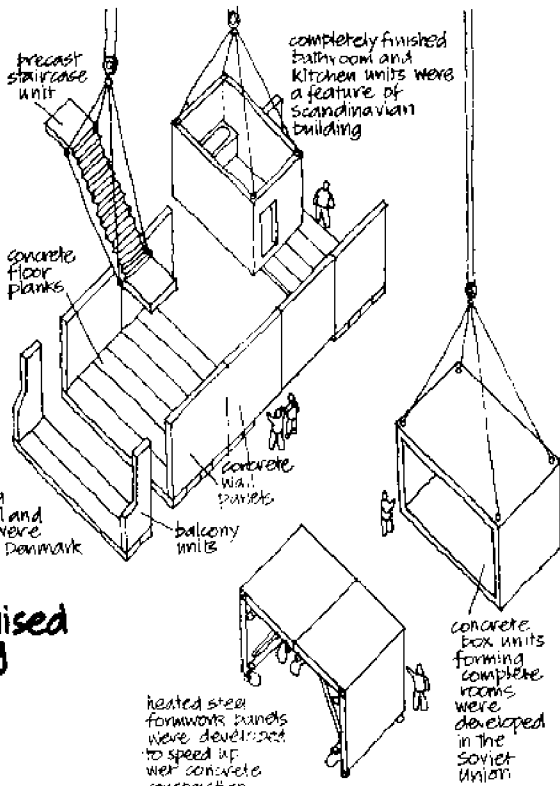 precast
staircase
unit
completely finished
bathroom and
kitchen units were
a feature of
scandinavian
building
concrete
floor
planks
concrete
wall
panels
and
were
Denmark
balcony
units
ised
concrete
box units
forming
complete
rooms
were
developed
in the
soviet
union
heated steel
formwork panels
were developed
to speed up
wet concrete
construction